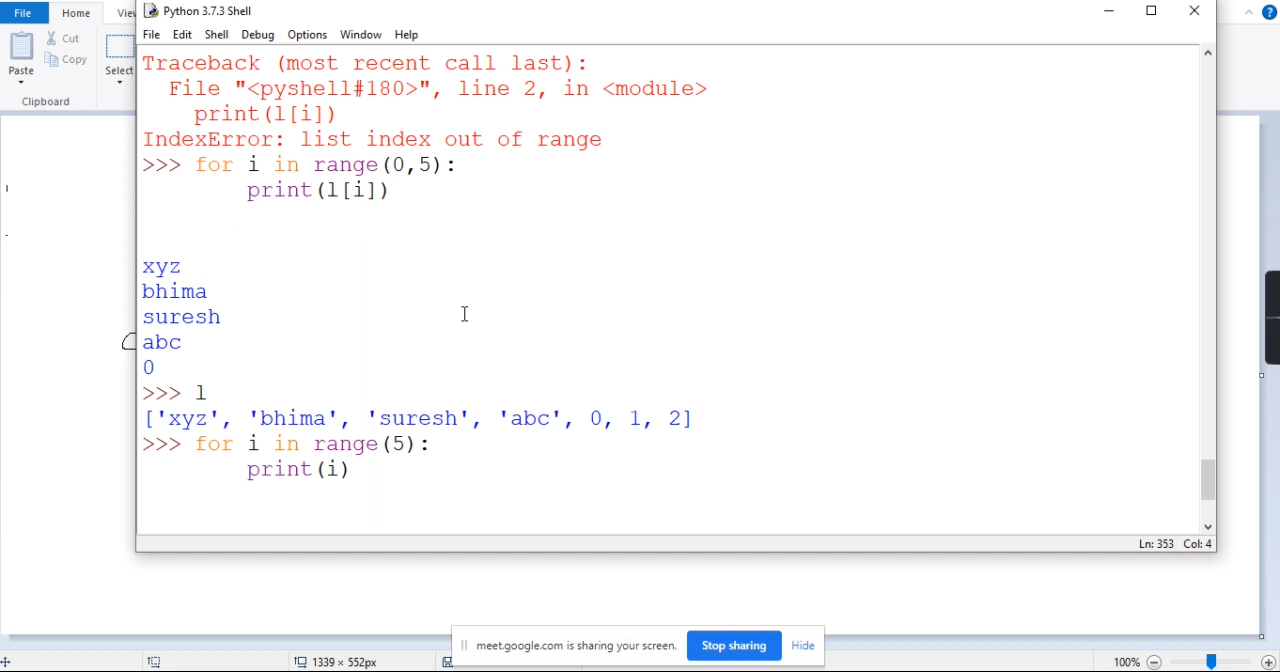 File Home View
Cut
Copy
Paste
Select
Clipboard
Python 3.7.3 Shell
File Edit Shell Debug Options Window Help
Traceback (most recent call last):
  File "<pyshell#180>", line 2, in <module>
    print(l[i])
IndexError: list index out of range
>>> for i in range(0,5):
        print(l[i])
xyz
bhima
suresh
abc
0
>>> l
['xyz', 'bhima', 'suresh', 'abc', 0, 1, 2]
>>> for i in range(5):
        print(i)
Ln: 353 Col: 4
meet.google.com is sharing your screen. Stop sharing Hide
1339 × 552px
100%